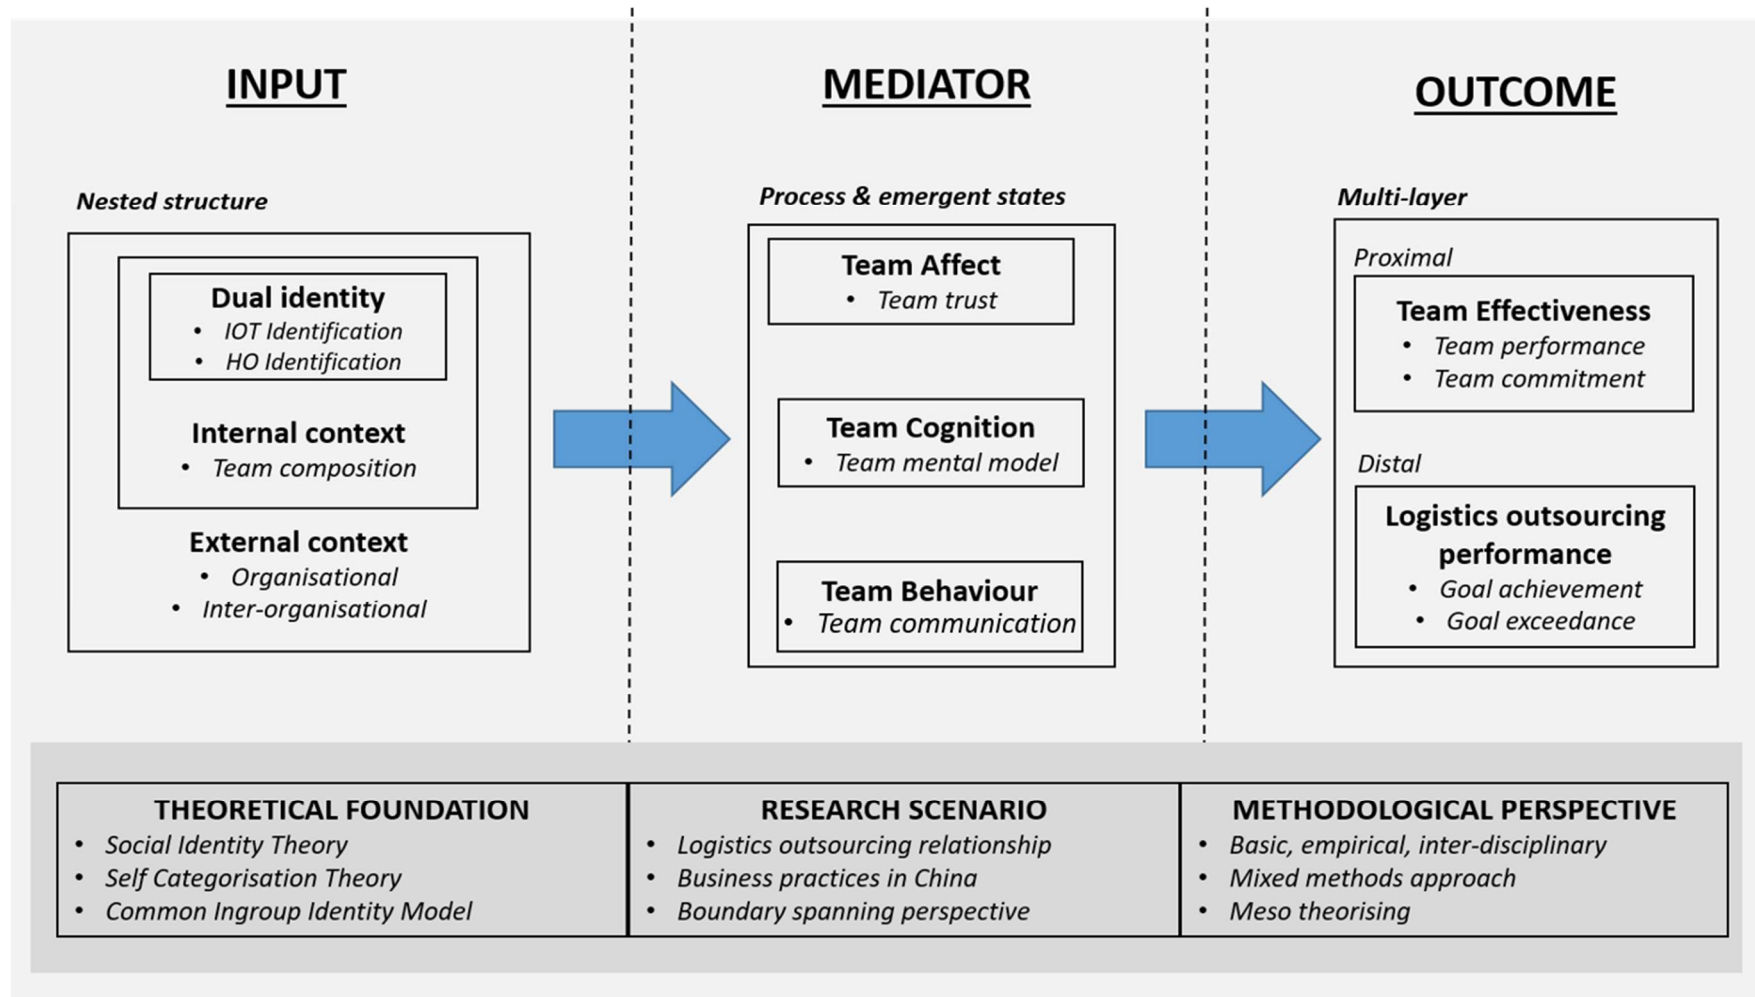 INPUT
Nested structure
Dual identity
• IOT Identification
• HO Identification
Internal context
• Team composition
External context
• Organisational
• Inter-organisational
MEDIATOR
Process & emergent states
Team Affect
• Team trust
Team Cognition
• Team mental model
Team Behaviour
• Team communication
OUTCOME
Multi-layer
Proximal
Team Effectiveness
• Team performance
• Team commitment
Distal
Logistics outsourcing
performance
• Goal achievement
• Goal exceedance
THEORETICAL FOUNDATION
• Social Identity Theory
• Self Categorisation Theory
• Common Ingroup Identity Model
RESEARCH SCENARIO
• Logistics outsourcing relationship
• Business practices in China
• Boundary spanning perspective
METHODOLOGICAL PERSPECTIVE
• Basic, empirical, inter-disciplinary
• Mixed methods approach
• Meso theorising